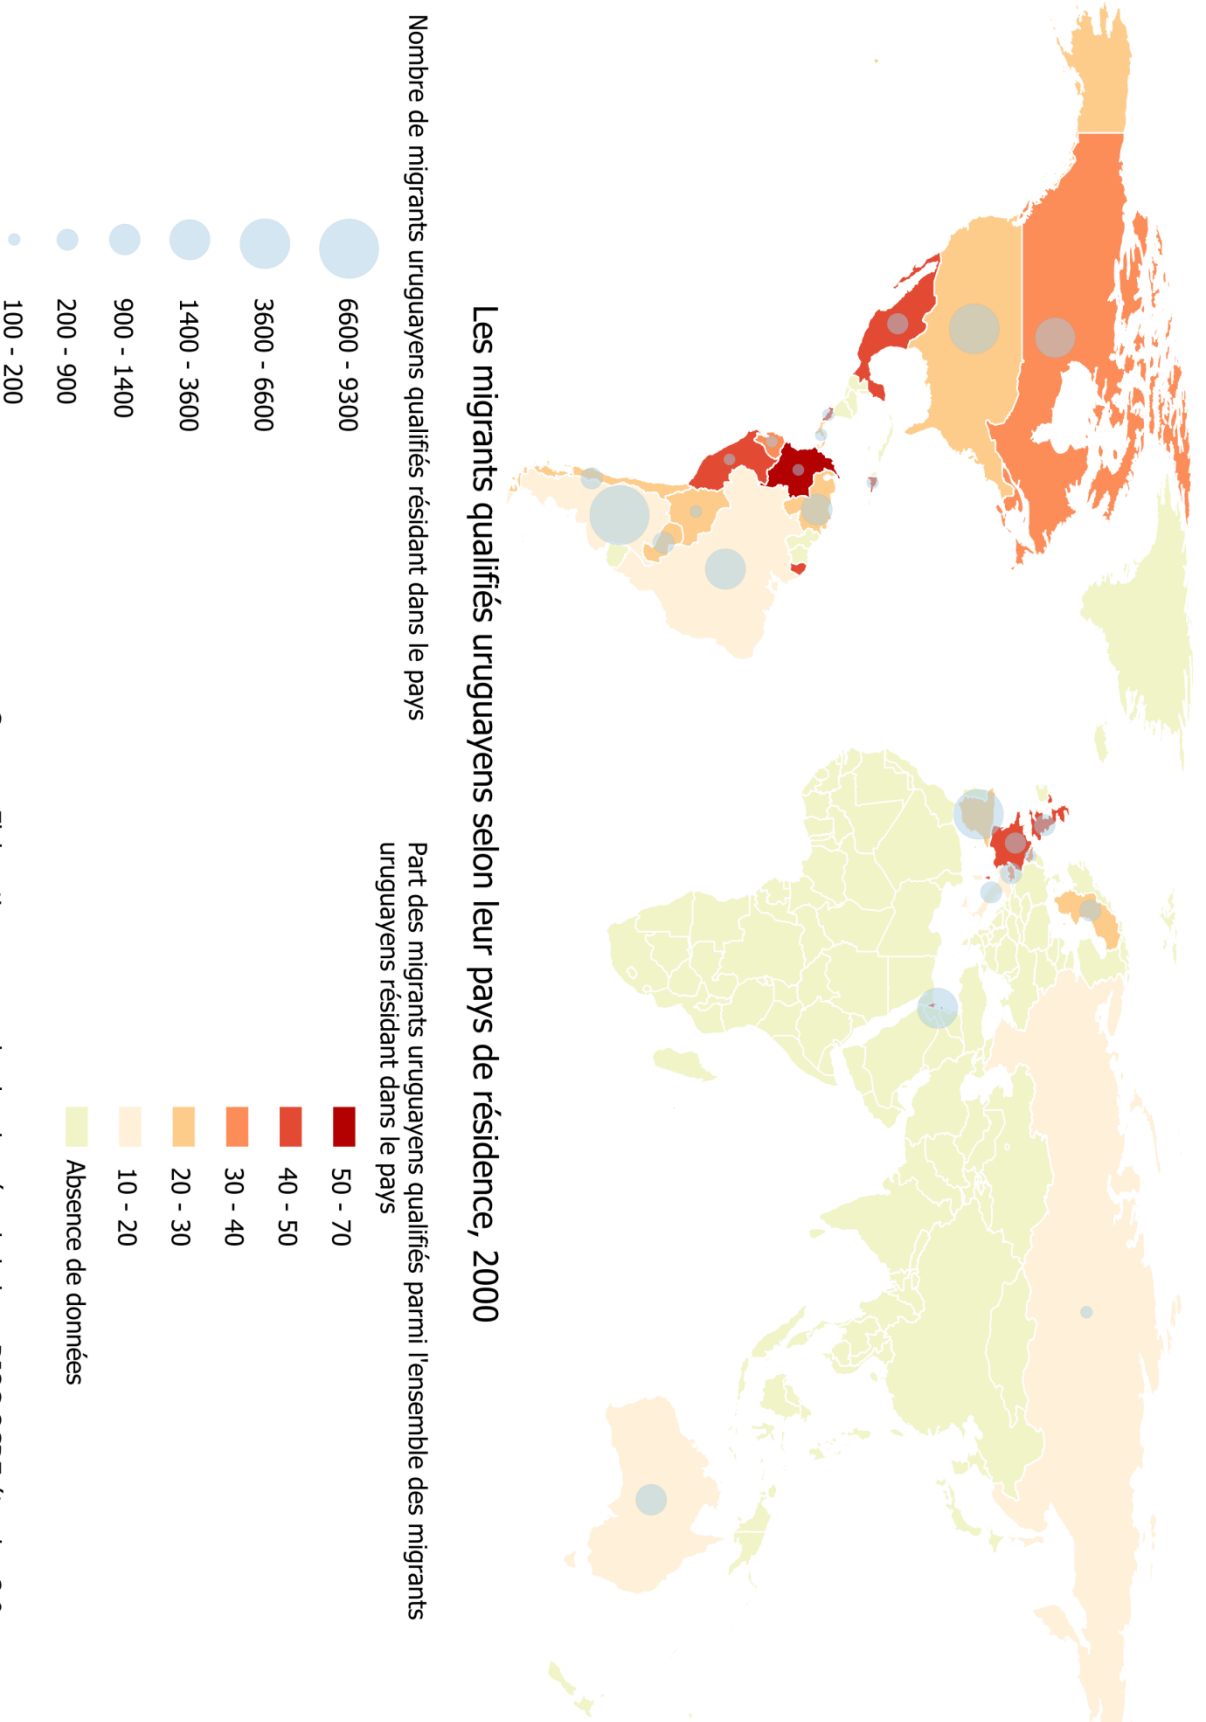 Les migrants qualifiés uruguayens selon leur pays de résidence, 2000
Nombre de migrants uruguayens qualifiés résidant dans le pays
6600 - 9300
3600 - 6600
1400 - 3600
900 - 1400
200 - 900
100 - 200
Part des migrants uruguayens qualifiés parmi l'ensemble des migrants
uruguayens résidant dans le pays
50 - 70
40 - 50
30 - 40
20 - 30
10 - 20
Absence de données